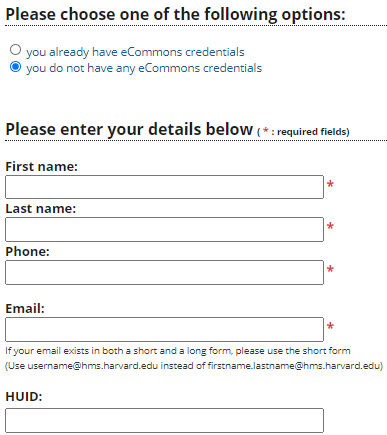 Please choose one of the following options:
you already have eCommons credentials
you do not have any eCommons credentials
Please enter your details below ( * : required fields)
First name:
*
Last name:
*
Phone:
*
Email:
*
If your email exists in both a short and a long form, please use the short form
(Use username@hms.harvard.edu instead of firstname.lastname@hms.harvard.edu)
HUID: